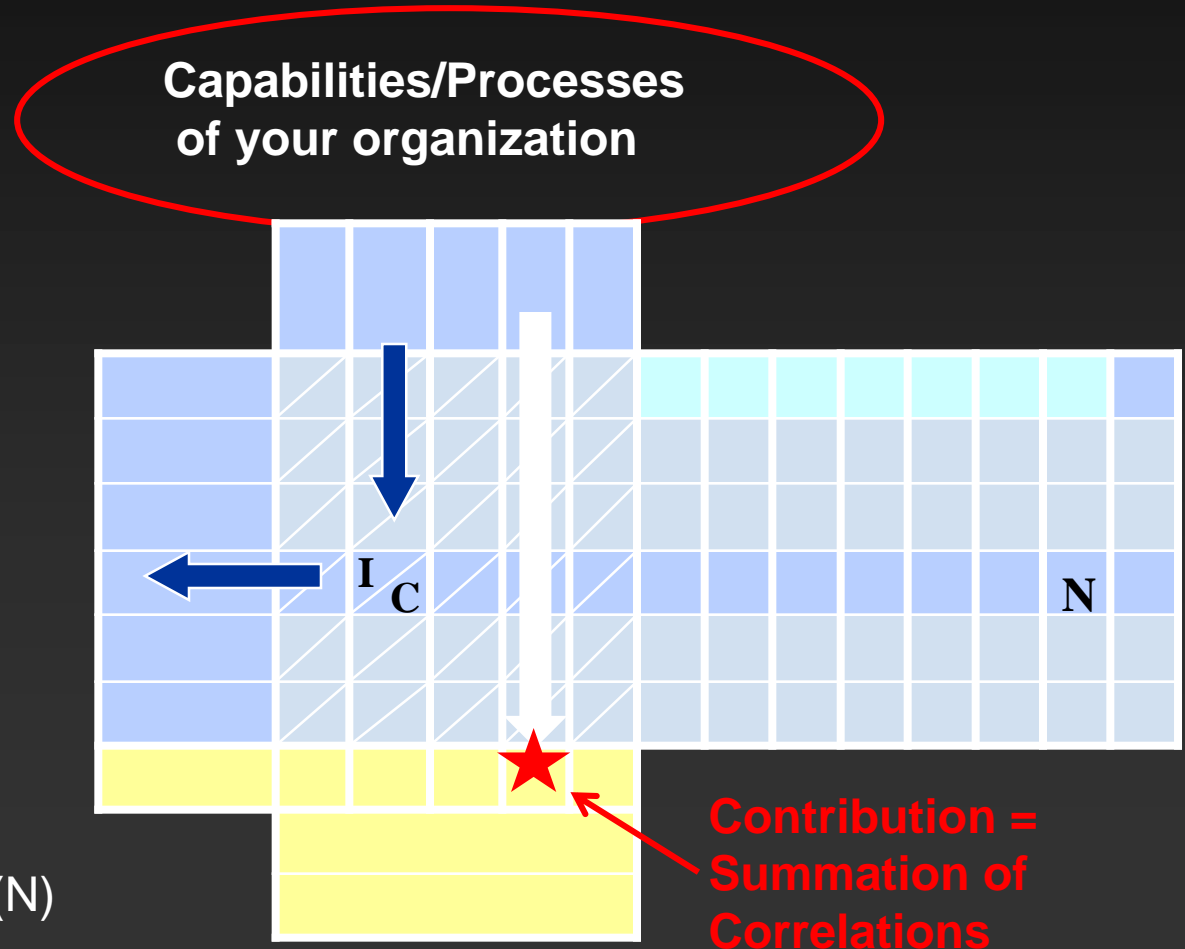 Capabilities/Processes
of your organization
I
C
N
Contribution =
Summation of
Correlations
(N)